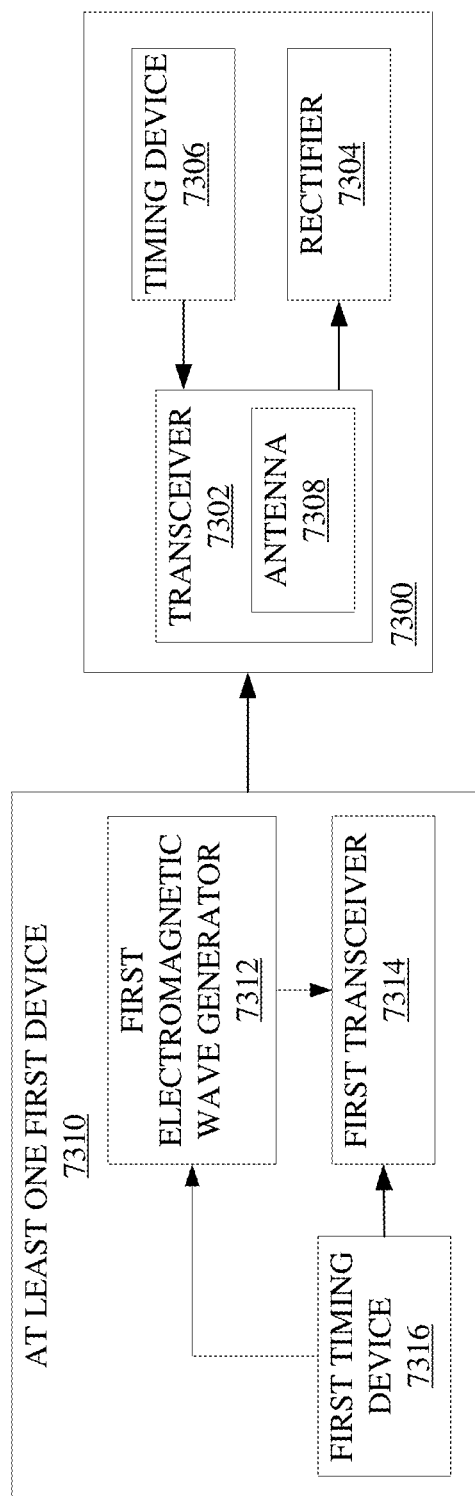 AT LEAST ONE FIRST DEVICE
7310
FIRST
ELECTROMAGNETIC
WAVE GENERATOR
7312
FIRST TIMING
DEVICE
7316
FIRST TRANSCEIVER
7314
TRANSCEIVER
7302
ANTENNA
7308
TIMING DEVICE
7306
RECTIFIER
7304
7300